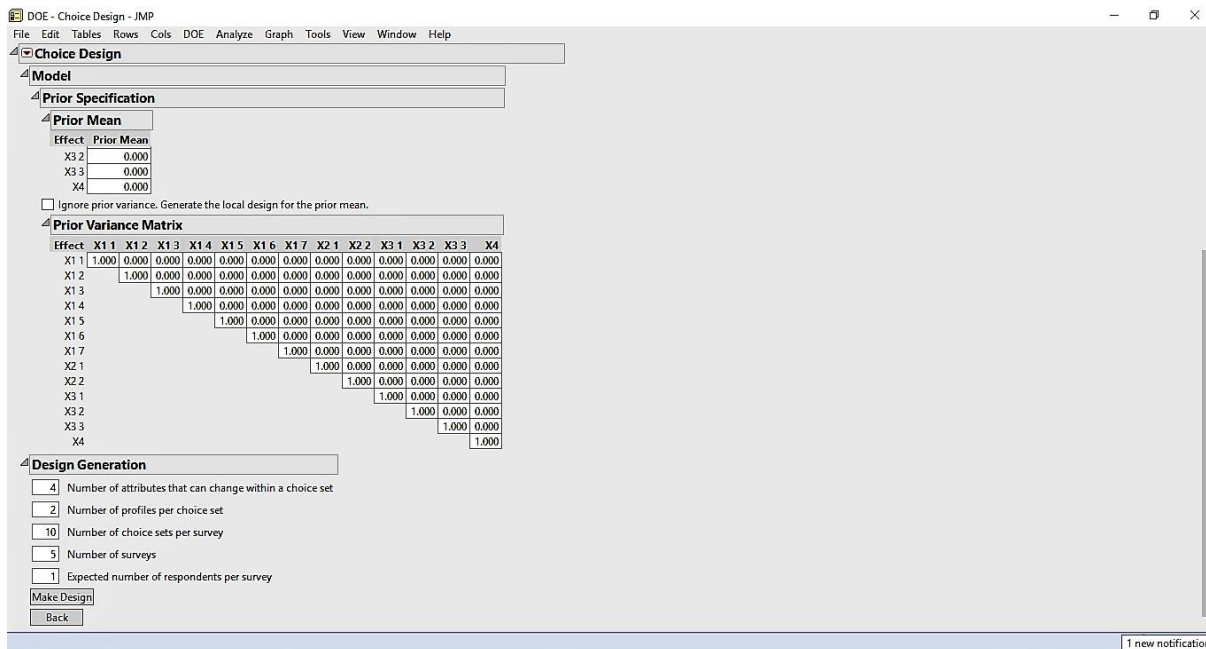 DOE - Choice Design - JMP
File Edit Tables Rows Cols DOE Analyze Graph Tools View Window Help
Choice Design
Model
Prior Specification
Prior Mean
Effect Prior Mean
X3 2 0.000
X3 3 0.000
X4 0.000
Ignore prior variance. Generate the local design for the prior mean.
Prior Variance Matrix
Effect X1 1 X1 2 X1 3 X1 4 X1 5 X1 6 X1 7 X2 1 X2 2 X3 1 X3 2 X3 3 X4
X1 1 1.000 0.000 0.000 0.000 0.000 0.000 0.000 0.000 0.000 0.000 0.000 0.000 0.000
X1 2 1.000 0.000 0.000 0.000 0.000 0.000 0.000 0.000 0.000 0.000 0.000 0.000
X1 3 1.000 0.000 0.000 0.000 0.000 0.000 0.000 0.000 0.000 0.000 0.000
X1 4 1.000 0.000 0.000 0.000 0.000 0.000 0.000 0.000 0.000 0.000
X1 5 1.000 0.000 0.000 0.000 0.000 0.000 0.000 0.000 0.000
X1 6 1.000 0.000 0.000 0.000 0.000 0.000 0.000 0.000
X1 7 1.000 0.000 0.000 0.000 0.000 0.000 0.000
X2 1 1.000 0.000 0.000 0.000 0.000 0.000
X2 2 1.000 0.000 0.000 0.000 0.000
X3 1 1.000 0.000 0.000 0.000
X3 2 1.000 0.000 0.000
X3 3 1.000 0.000
X4 1.000
Design Generation
4 Number of attributes that can change within a choice set
2 Number of profiles per choice set
10 Number of choice sets per survey
5 Number of surveys
1 Expected number of respondents per survey
Make Design
Back
1 new notification